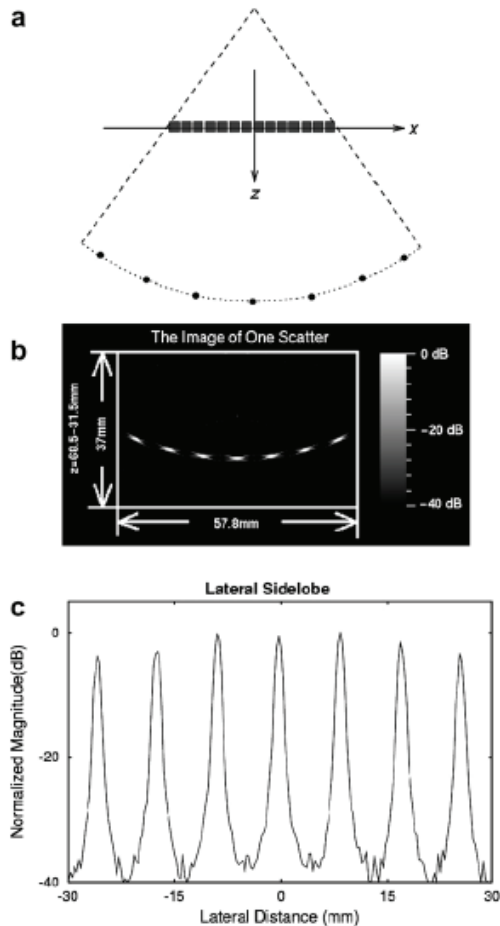 a
x
z
b
The Image of One Scatter
z=68.5-31.5mm
37mm
57.8mm
0 dB
-20 dB
-40 dB
c
Lateral Sidelobe
Normalized Magnitude(dB)
0
-20
-40
-30
-15
0
15
30
Lateral Distance (mm)